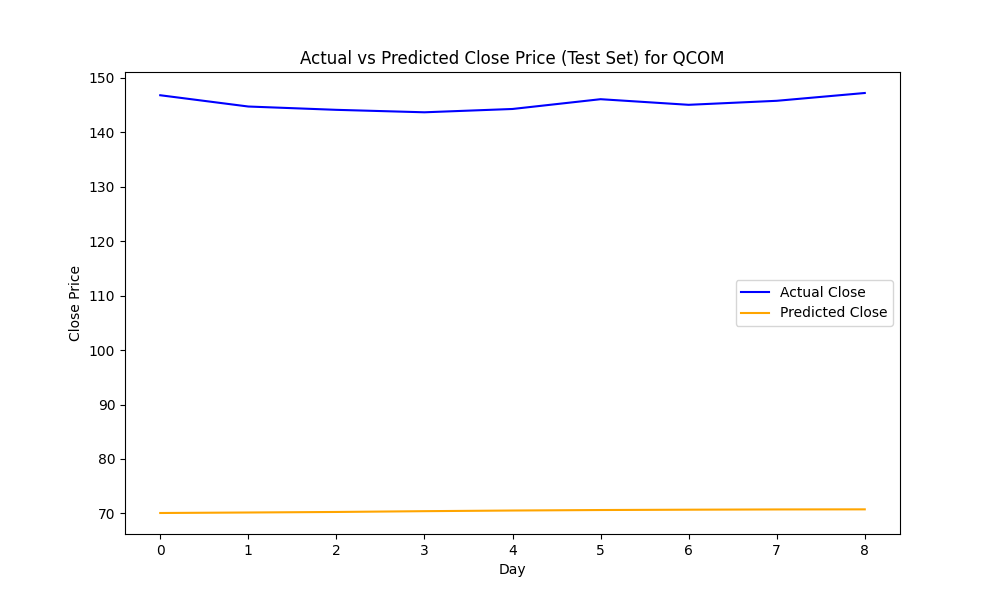 Actual vs Predicted Close Price (Test Set) for QCOM
150
140
130
120
110
100
90
80
70
Close Price
Actual Close
Predicted Close
0 1 2 3 4 5 6 7 8
Day